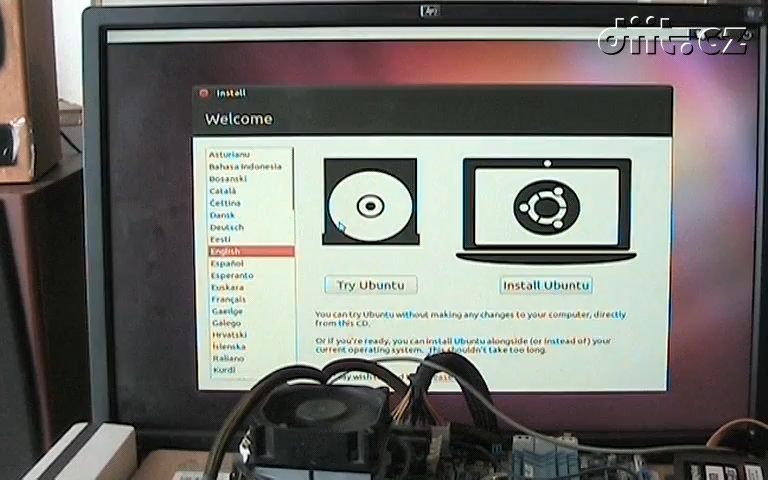 hp
diit.cz
Install
Welcome
Asturianu
Bahasa Indonesia
Bosanski
Català
Čeština
Dansk
Deutsch
Eesti
English
Español
Esperanto
Euskara
Français
Gaeilge
Galego
Hrvatski
Íslenska
Italiano
Kurdî
Try Ubuntu
Install Ubuntu
You can try Ubuntu without making any changes to your computer, directly
from this CD.
Or if you're ready, you can install Ubuntu alongside (or instead of) your
current operating system. This shouldn't take too long.
wish